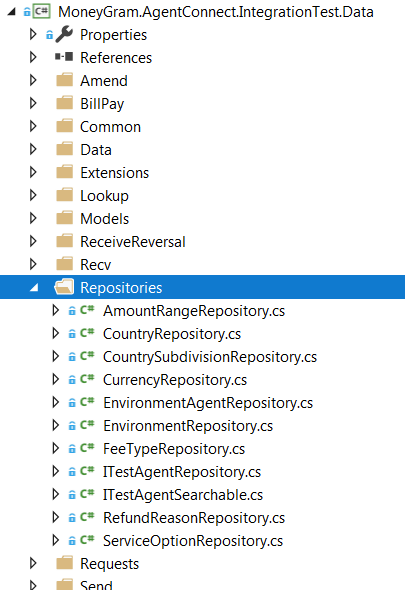 C# MoneyGram.AgentConnect.IntegrationTest.Data
Properties
References
Amend
BillPay
Common
Data
Extensions
Lookup
Models
ReceiveReversal
Recv
Repositories
C# AmountRangeRepository.cs
C# CountryRepository.cs
C# CountrySubdivisionRepository.cs
C# CurrencyRepository.cs
C# EnvironmentAgentRepository.cs
C# EnvironmentRepository.cs
C# FeeTypeRepository.cs
C# ITestAgentRepository.cs
C# ITestAgentSearchable.cs
C# RefundReasonRepository.cs
C# ServiceOptionRepository.cs
Requests
Send